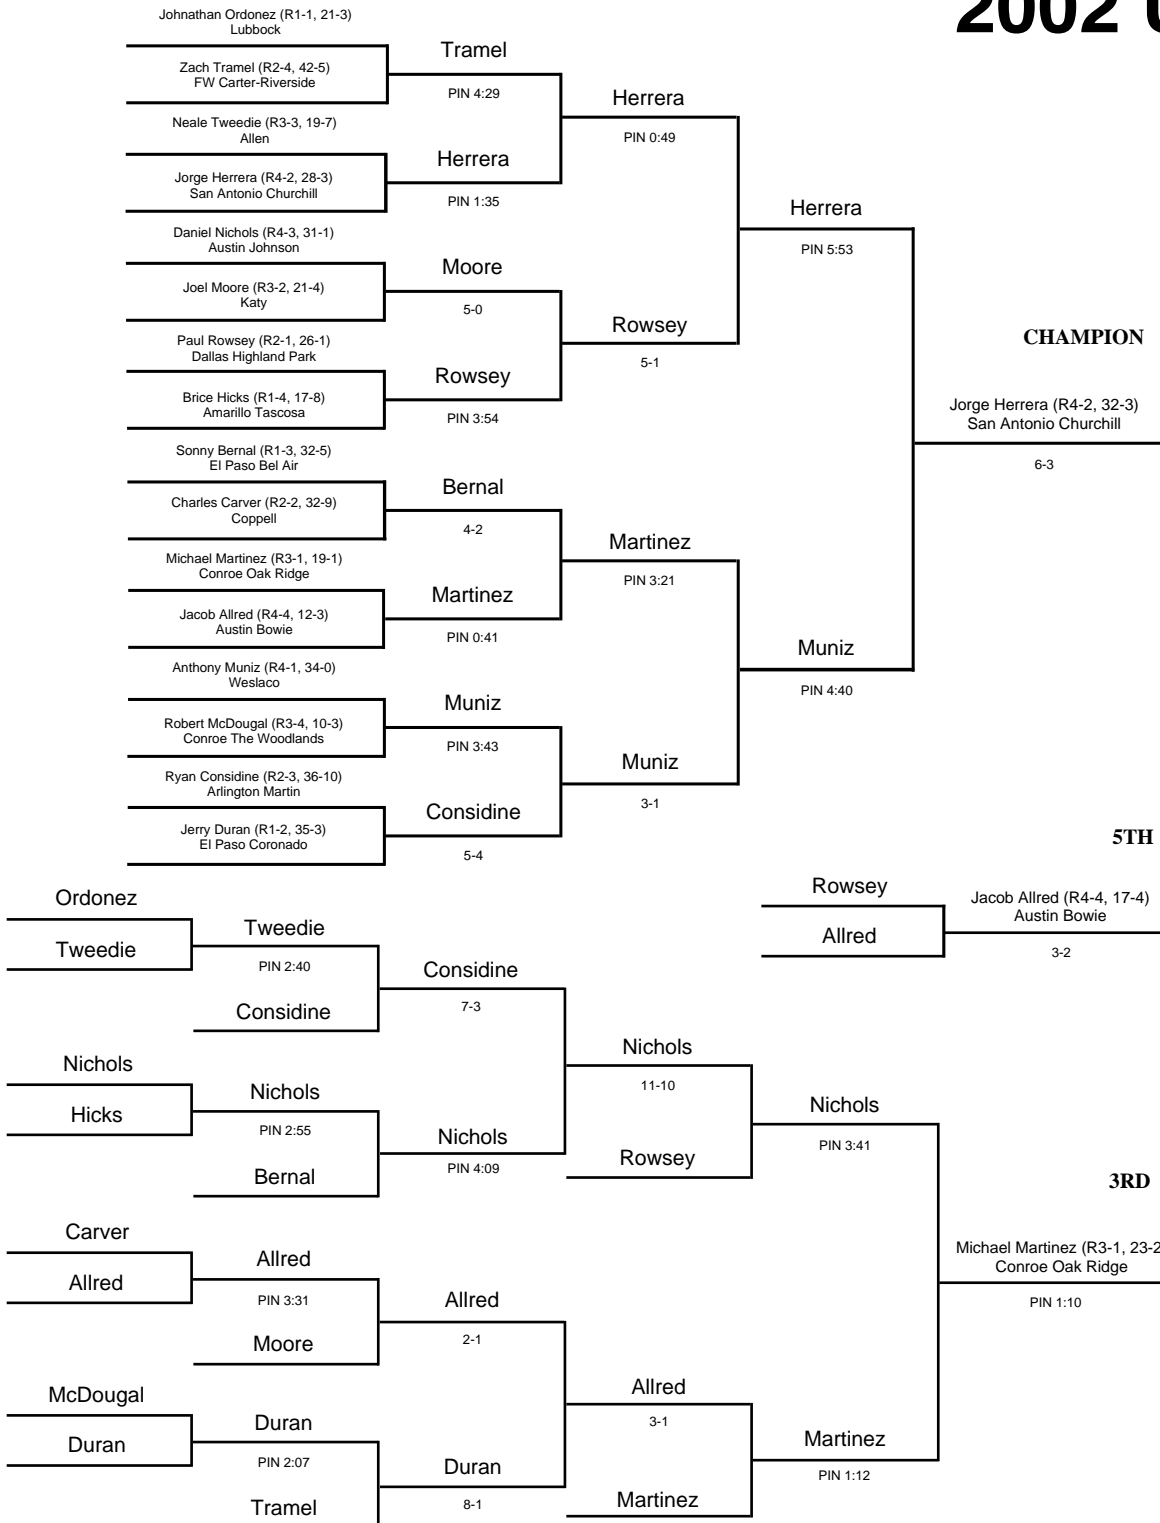 2002 U
Johnathan Ordonez (R1-1, 21-3)
Lubbock
Zach Tramel (R2-4, 42-5)
FW Carter-Riverside
Neale Tweedie (R3-3, 19-7)
Allen
Jorge Herrera (R4-2, 28-3)
San Antonio Churchill
Daniel Nichols (R4-3, 31-1)
Austin Johnson
Joel Moore (R3-2, 21-4)
Katy
Paul Rowsey (R2-1, 26-1)
Dallas Highland Park
Brice Hicks (R1-4, 17-8)
Amarillo Tascosa
Sonny Bernal (R1-3, 32-5)
El Paso Bel Air
Charles Carver (R2-2, 32-9)
Coppell
Michael Martinez (R3-1, 19-1)
Conroe Oak Ridge
Jacob Allred (R4-4, 12-3)
Austin Bowie
Anthony Muniz (R4-1, 34-0)
Weslaco
Robert McDougal (R3-4, 10-3)
Conroe The Woodlands
Ryan Considine (R2-3, 36-10)
Arlington Martin
Jerry Duran (R1-2, 35-3)
El Paso Coronado
Tramel
PIN 4:29
Herrera
PIN 1:35
Moore
5-0
Rowsey
PIN 3:54
Bernal
4-2
Martinez
PIN 0:41
Muniz
PIN 3:43
Considine
5-4
Herrera
PIN 0:49
Rowsey
5-1
Martinez
PIN 3:21
Muniz
3-1
Herrera
PIN 5:53
Muniz
PIN 4:40
CHAMPION
Jorge Herrera (R4-2, 32-3)
San Antonio Churchill
6-3
5TH
Rowsey
Allred
Jacob Allred (R4-4, 17-4)
Austin Bowie
3-2
Ordonez
Tweedie
Nichols
Hicks
Carver
Allred
McDougal
Duran
Tweedie
PIN 2:40
Considine
Nichols
PIN 2:55
Bernal
Allred
PIN 3:31
Moore
Duran
PIN 2:07
Tramel
Considine
7-3
Nichols
PIN 4:09
Allred
2-1
Duran
8-1
Nichols
11-10
Rowsey
Allred
3-1
Martinez
Nichols
PIN 3:41
Martinez
PIN 1:12
3RD
Michael Martinez (R3-1, 23-2
Conroe Oak Ridge
PIN 1:10